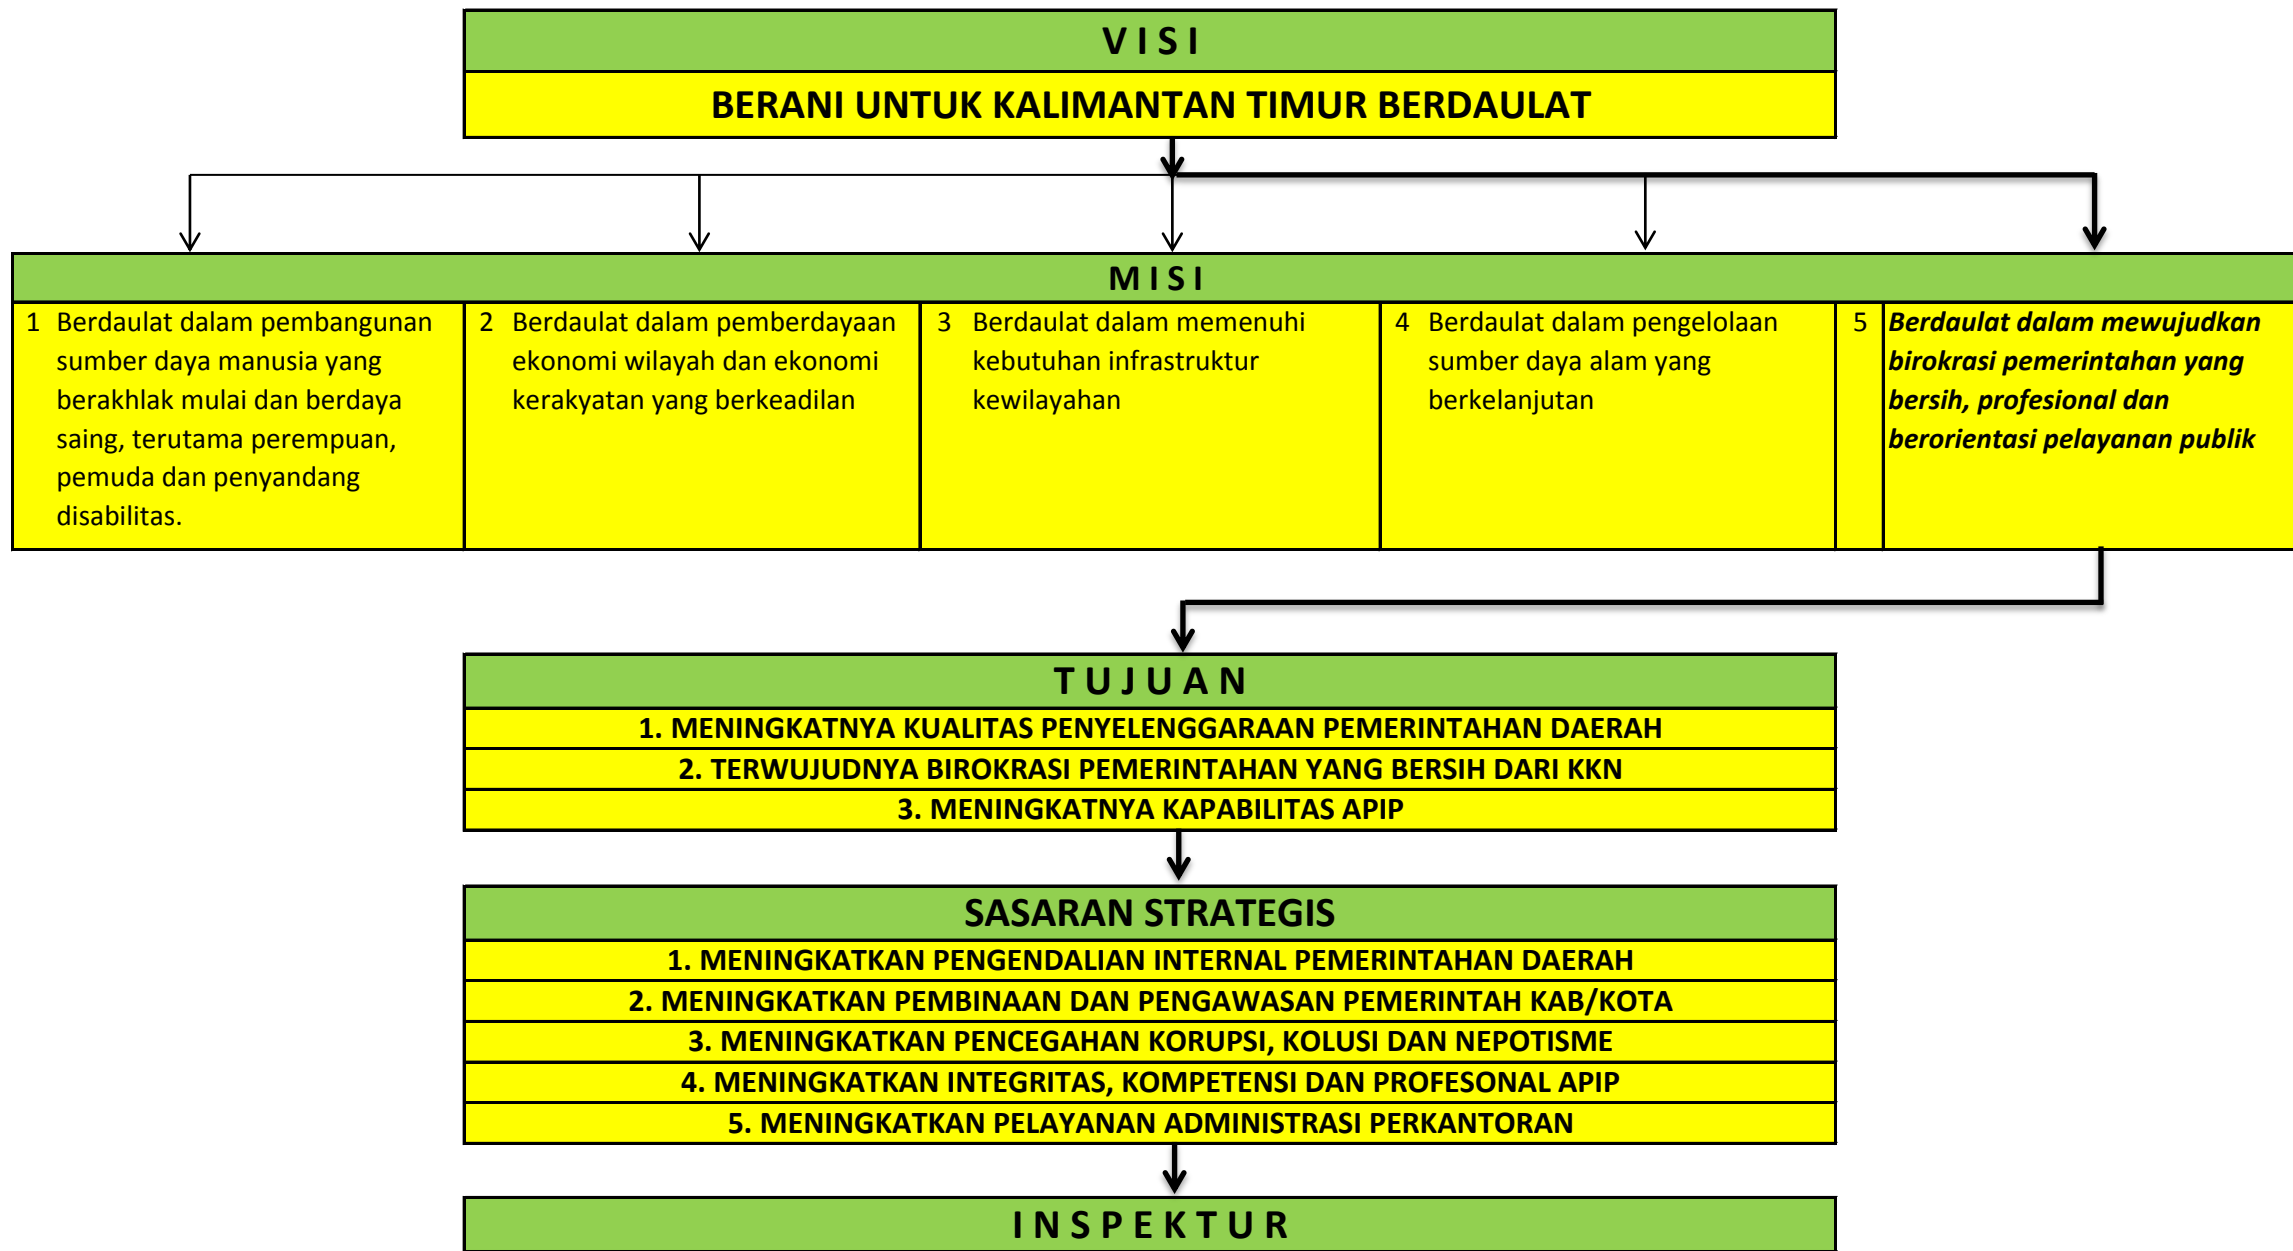 V I S I
BERANI UNTUK KALIMANTAN TIMUR BERDAULAT
M I S I
1 Berdaulat dalam pembangunan
sumber daya manusia yang
berakhlak mulai dan berdaya
saing, terutama perempuan,
pemuda dan penyandang
disabilitas.
2 Berdaulat dalam pemberdayaan
ekonomi wilayah dan ekonomi
kerakyatan yang berkeadilan
3 Berdaulat dalam memenuhi
kebutuhan infrastruktur
kewilayahan
4 Berdaulat dalam pengelolaan
sumber daya alam yang
berkelanjutan
5 Berdaulat dalam mewujudkan
birokrasi pemerintahan yang
bersih, profesional dan
berorientasi pelayanan publik
T U J U A N
1. MENINGKATNYA KUALITAS PENYELENGGARAAN PEMERINTAHAN DAERAH
2. TERWUJUDNYA BIROKRASI PEMERINTAHAN YANG BERSIH DARI KKN
3. MENINGKATNYA KAPABILITAS APIP
SASARAN STRATEGIS
1. MENINGKATKAN PENGENDALIAN INTERNAL PEMERINTAHAN DAERAH
2. MENINGKATKAN PEMBINAAN DAN PENGAWASAN PEMERINTAH KAB/KOTA
3. MENINGKATKAN PENCEGAHAN KORUPSI, KOLUSI DAN NEPOTISME
4. MENINGKATKAN INTEGRITAS, KOMPETENSI DAN PROFESONAL APIP
5. MENINGKATKAN PELAYANAN ADMINISTRASI PERKANTORAN
I N S P E K T U R